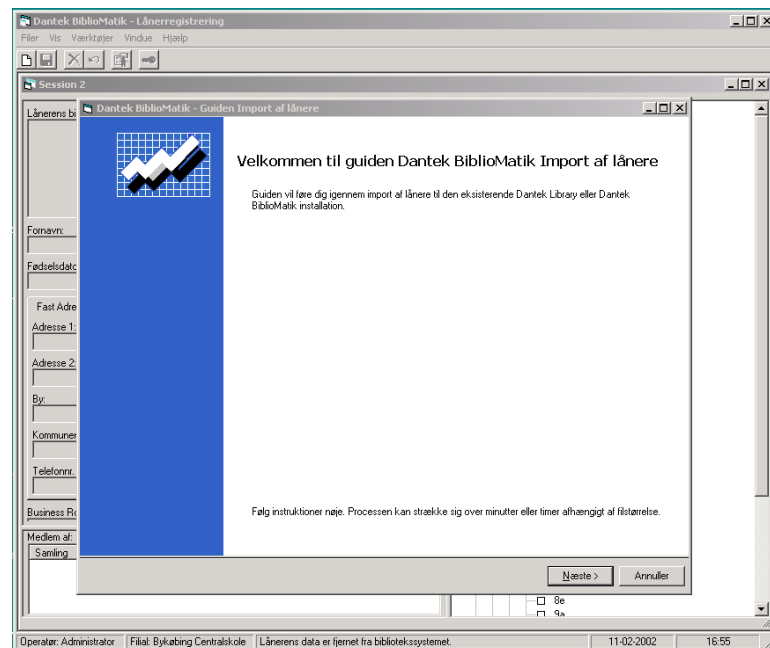 Dantek BiblioMatik - Lånerregistrering
Filer Vis Værktøjer Vindue Hjælp
Session 2
Lånerens
Dantek BiblioMatik - Guiden Import af lånere
Velkommen til guiden Dantek BiblioMatik Import af lånere
Guiden vil føre dig igennem import af lånere til den eksisterende Dantek Library eller Dantek
BiblioMatik installation.
Fornavn:
Fødselsdato
Fast Adre
Adresse 1:
Adresse 2:
By:
Kommune
Telefonnr.
Følg instruktioner nøje. Processen kan strække sig over minutter eller timer afhængigt af filstørrelse.
Business Ro
Medlem af:
Samling
Næste >
Annuller
8e
9a
Operatør: Administrator
Filial: Bykøbing Centralskole
Lånerens data er fjernet fra bibliotekssystemet.
11-02-2002
16:55